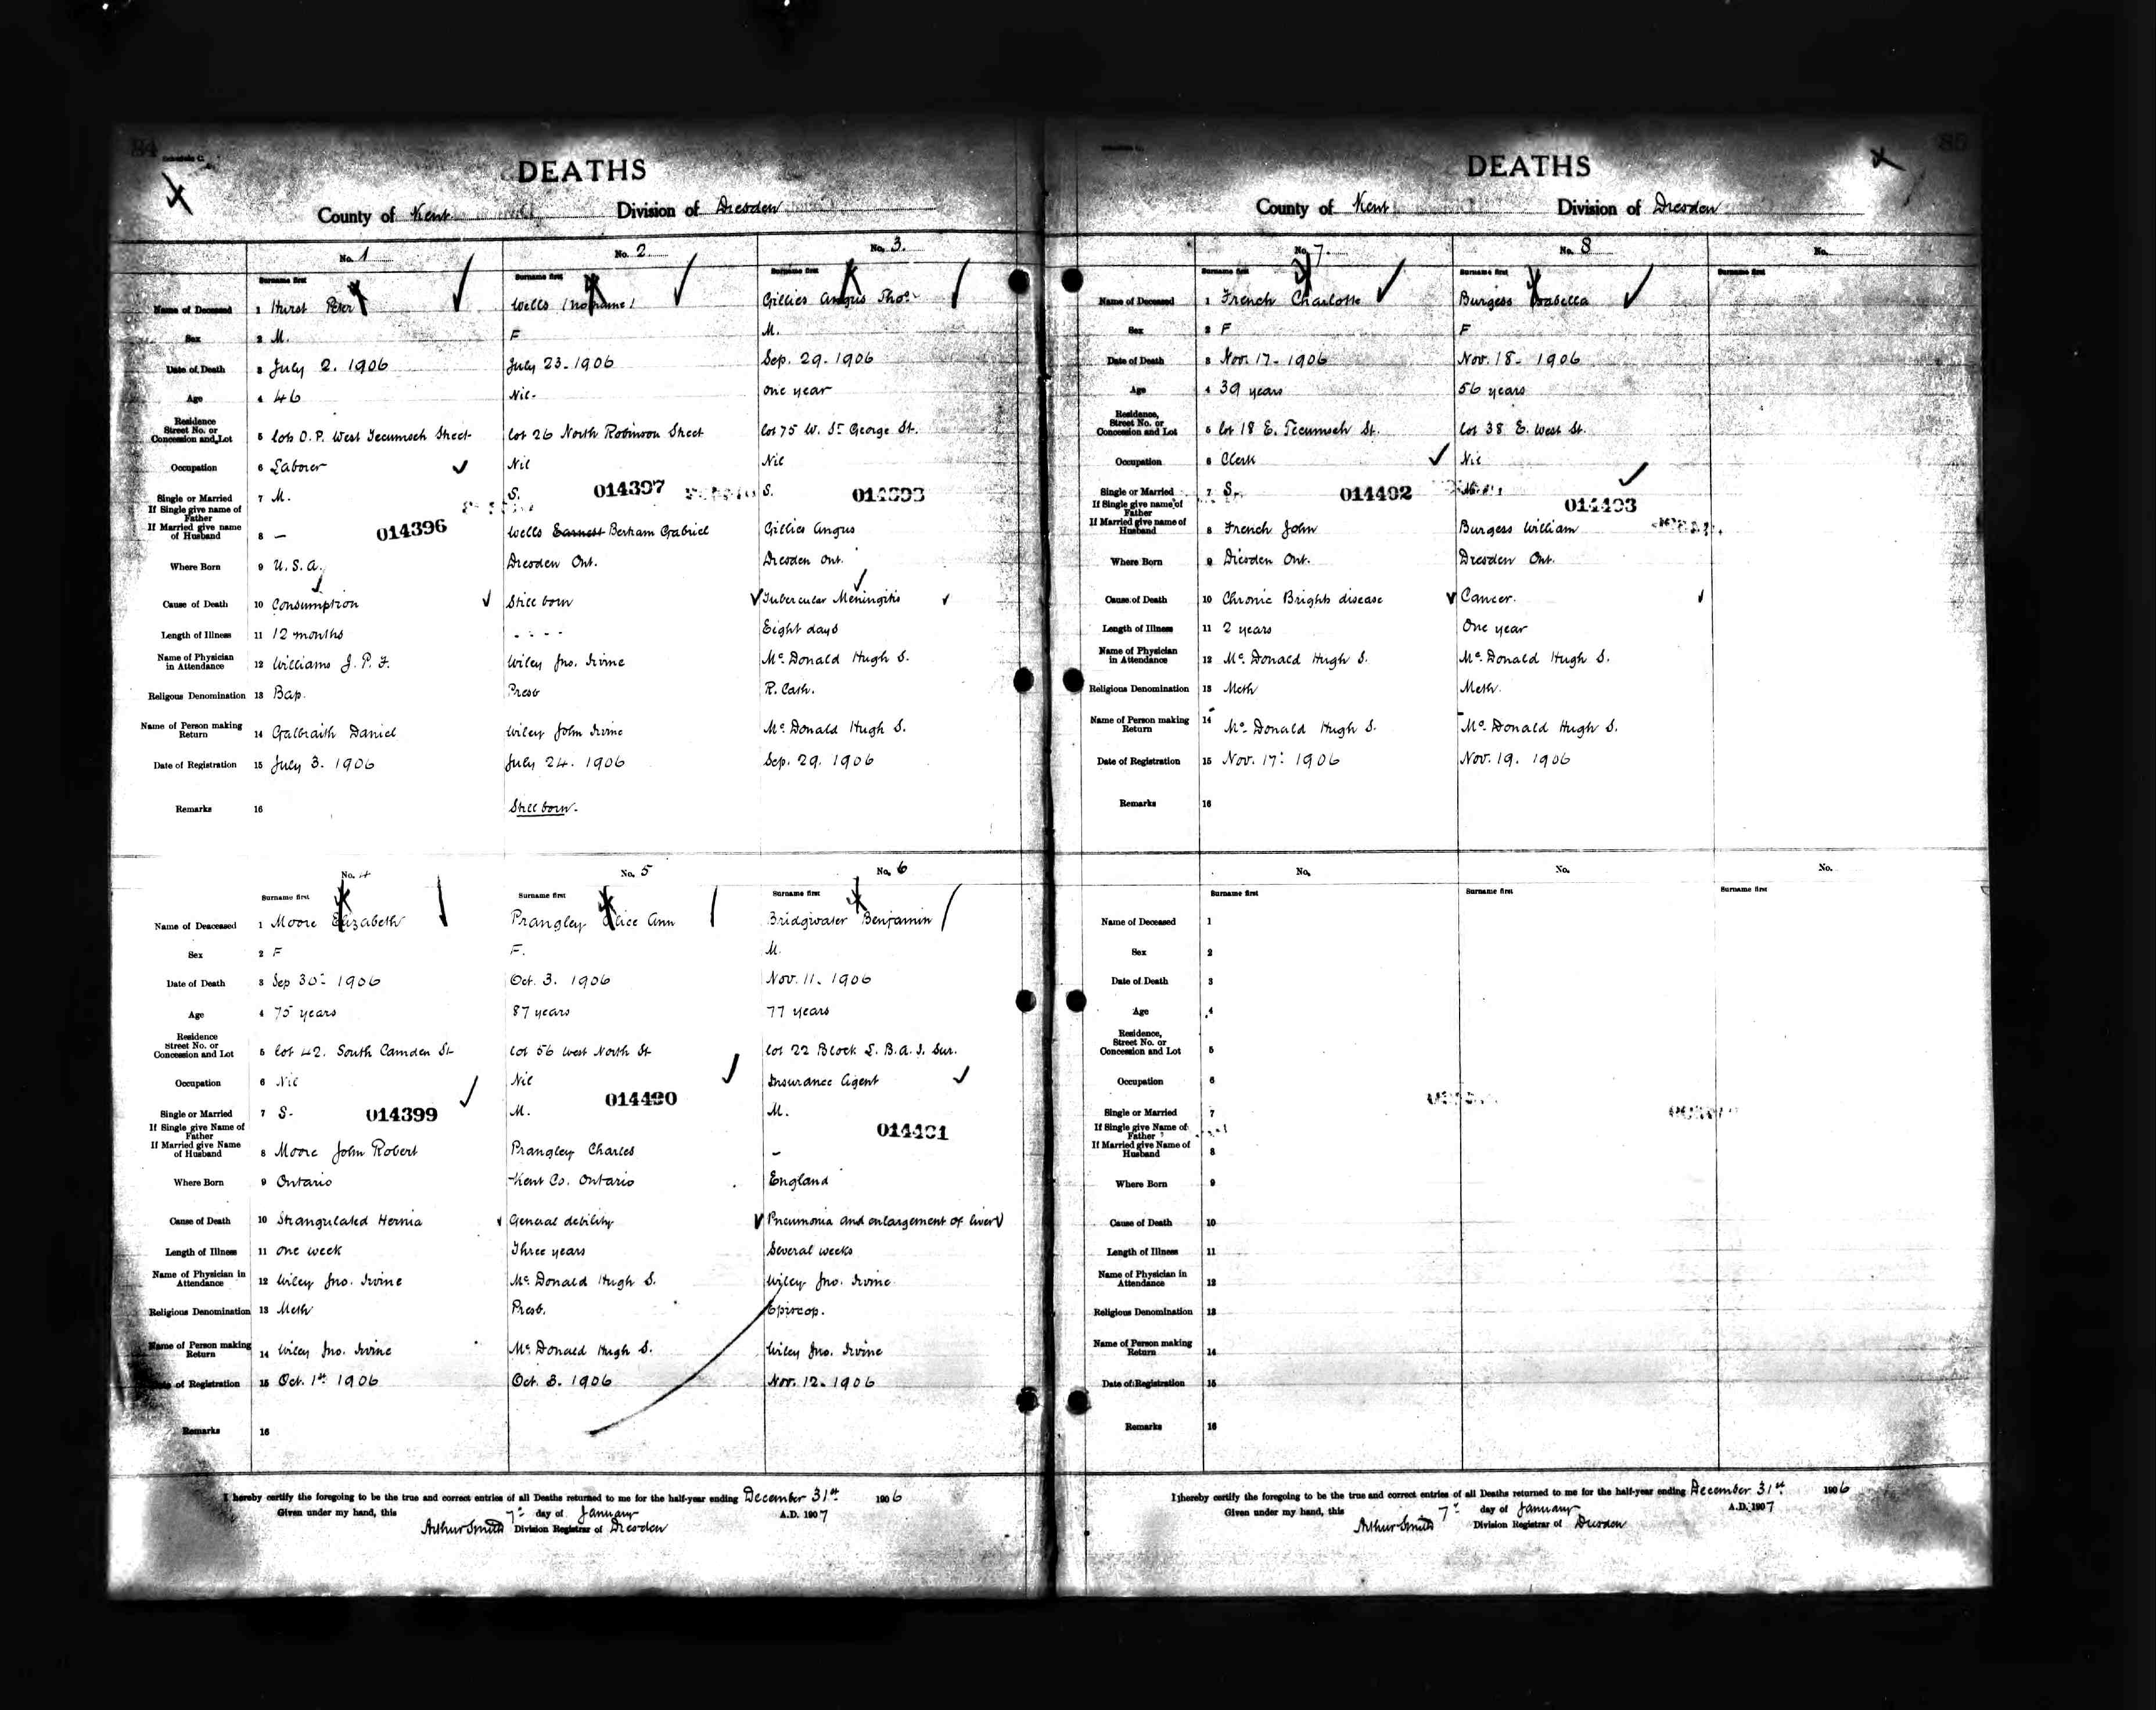 84
Schedule C.
DEATHS
County of Kent Division of Dresden
No. 1 No. 2 No. 3.
Surname first Surname first Surname first
Name of Deceased 1 Hurst Peter Wells (no name) Gillies Angus Thos.
Sex 2 M. F M.
Date of Death 3 July 2. 1906 July 23. 1906 Sep. 29. 1906
Age 4 46 Nil. one year
Residence
Street No. or
Concession and Lot 5 lots O.P. West Tecumseh Street lot 26 North Robinson Street lot 75 W. St George St.
Occupation 6 Laborer Nil Nil
Single or Married 7 M. S. 014397 S. 014398
If Single give name of
Father
If Married give name
of Husband 8 — 014396 Wells Earnest Bertram Gabriel Gillies Angus
Where Born 9 U.S.A. Dresden Ont. Dresden Ont.
Cause of Death 10 Consumption Still born Tubercular Meningitis
Length of Illness 11 12 months - - - - Eight days
Name of Physician
in Attendance 12 Williams J. P. F. Wiley Jno. Irvine Mc.Donald Hugh S.
Religous Denomination 13 Bap. Presb R. Cath.
Name of Person making
Return 14 Galbraith Daniel Wiley John Irvine Mc.Donald Hugh S.
Date of Registration 15 July 3. 1906 July 24. 1906 Sep. 29. 1906
Remarks 16 Still born.
No. 4 No. 5 No. 6
Surname first Surname first Surname first
Name of Deaceased 1 Moore Elizabeth Prangley Alice Ann Bridgwater Benjamin
Sex 2 F F. M.
Date of Death 3 Sep 30. 1906 Oct. 3. 1906 Nov. 11. 1906
Age 4 75 years 87 years 77 years
Residence
Street No. or
Concession and Lot 5 lot 42. South Camden St lot 56 West North St lot 22 Block L. B.a.S. Sur.
Occupation 6 Nil Nil Insurance Agent
Single or Married 7 S. 014399 M. 014400 M.
If Single give Name of
Father
If Married give Name
of Husband 8 Moore John Robert Prangley Charles – 014401
Where Born 9 Ontario Kent Co. Ontario England
Cause of Death 10 Strangulated Hernia General debility Pneumonia and enlargement of liver
Length of Illness 11 one week Three years Several weeks
Name of Physician in
Attendance 12 Wiley Jno. Irvine Mc.Donald Hugh S. Wiley Jno. Irvine
Religious Denomination 13 Meth Presb. Episcop.
Name of Person making
Return 14 Wiley Jno. Irvine Mc.Donald Hugh S. Wiley Jno. Irvine
Date of Registration 15 Oct. 1st 1906 Oct. 3. 1906 Nov. 12. 1906
Remarks 16
I hereby certify the foregoing to be the true and correct entries of all Deaths returned to me for the half-year ending December 31st 1906
Given under my hand, this 7th day of January A.D. 1907
Arthur Smith Division Registrar of Dresden
85
DEATHS
County of Kent Division of Dresden
No. 7. No. 8 No.
Surname first Surname first Surname first
Name of Deceased 1 French Charlotte Burgess Isabella
Sex 2 F F
Date of Death 3 Nov. 17. 1906 Nov. 18. 1906
Age 4 39 years 56 years
Residence,
Street No. or
Concession and Lot 5 lot 18 E. Tecumseh St. lot 38 E. West St.
Occupation 6 Clerk Nil
Single or Married 7 S. 014402 014403
If Single give name of
Father
If Married give name of
Husband 8 French John Burgess William
Where Born 9 Dresden Ont. Dresden Ont.
Cause of Death 10 Chronic Brights disease Cancer.
Length of Illness 11 2 years One year
Name of Physician
in Attendance 12 Mc.Donald Hugh S. Mc.Donald Hugh S.
Religious Denomination 13 Meth Meth.
Name of Person making
Return 14 Mc.Donald Hugh S. Mc.Donald Hugh S.
Date of Registration 15 Nov. 17. 1906 Nov. 19. 1906
Remarks 16
No. No. No.
Surname first Surname first Surname first
Name of Deceased 1
Sex 2
Date of Death 3
Age 4
Residence,
Street No. or
Concession and Lot 5
Occupation 6
Single or Married 7
If Single give Name of
Father
If Married give Name of
Husband 8
Where Born 9
Cause of Death 10
Length of Illness 11
Name of Physician in
Attendance 12
Religious Denomination 13
Name of Person making
Return 14
Date of Registration 15
Remarks 16
I hereby certify the foregoing to be the true and correct entries of all Deaths returned to me for the half-year ending December 31st 1906
Given under my hand, this 7th day of January A.D. 1907
Arthur Smith Division Registrar of Dresden